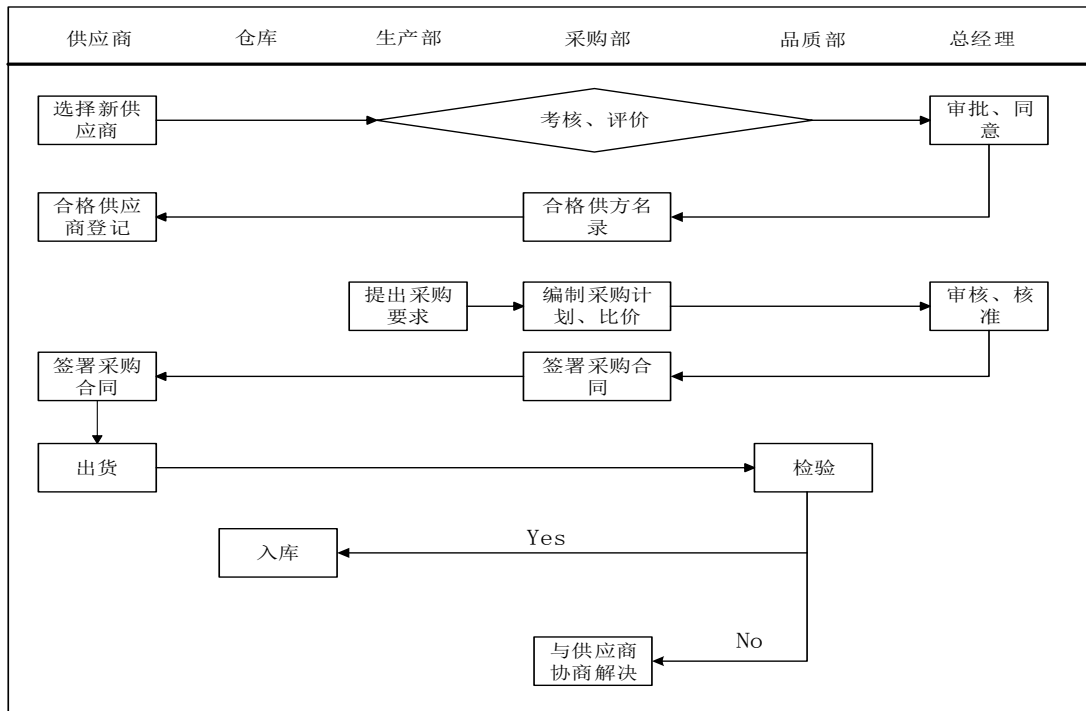 供应商 仓库 生产部 采购部 品质部 总经理
选择新供
应商
考核、评价
审批、同
意
合格供应
商登记
合格供方名
录
提出采购
要求
编制采购计
划、比价
审核、核
准
签署采购
合同
签署采购合
同
出货
检验
Yes
入库
No
与供应商
协商解决